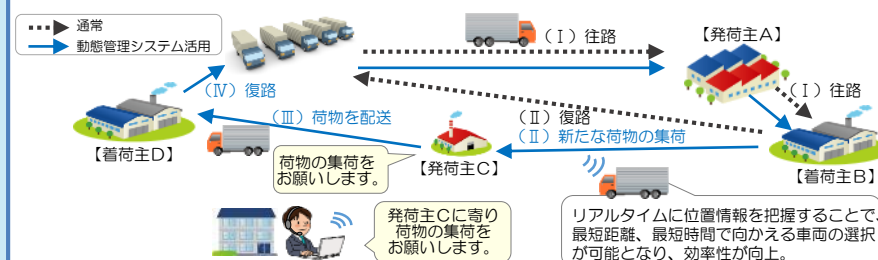 通常
動態管理システム活用
(Ⅰ)往路
【発荷主A】
(Ⅰ)往路
(Ⅳ)復路
(Ⅲ)荷物を配送
(Ⅱ)復路
(Ⅱ)新たな荷物の集荷
【着荷主D】
【発荷主C】
【着荷主B】
荷物の集荷を
お願いします。
発荷主Cに寄り
荷物の集荷を
お願いします。
リアルタイムに位置情報を把握することで、
最短距離、最短時間で向かえる車両の選択
が可能となり、効率性が向上。